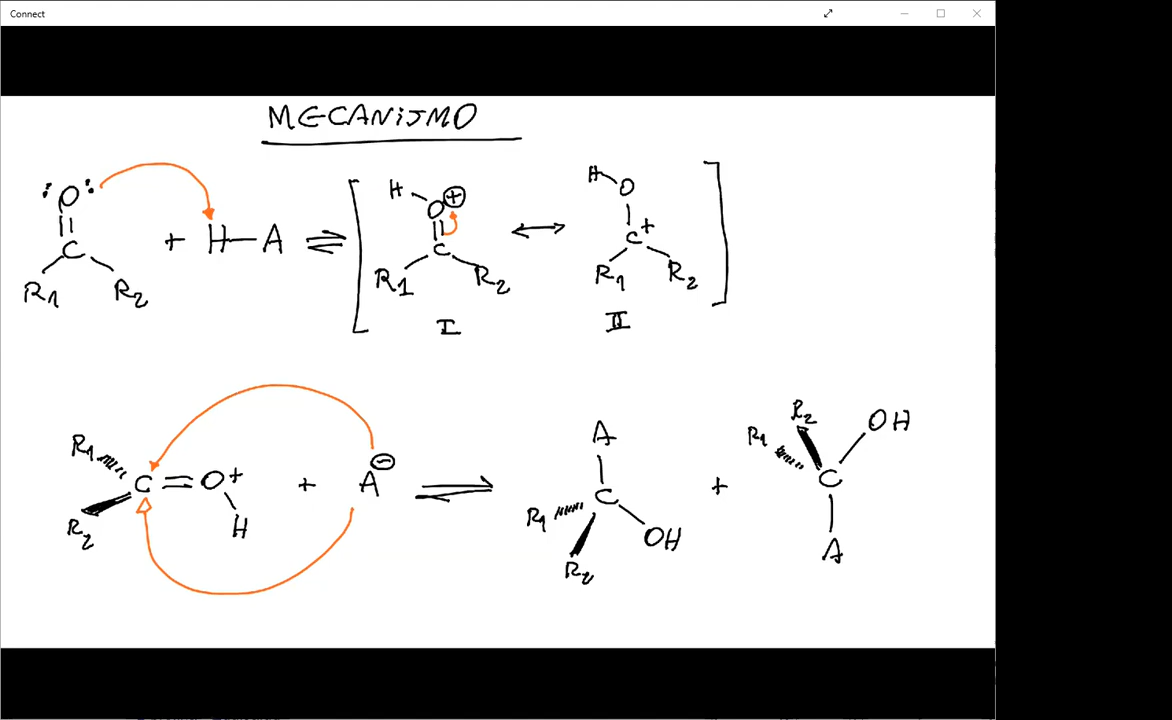 Connect
MECANISMO
:O: + H—A ⇌ [ H O⊕ ↔ H O ]
C C C+
R1 R2 R1 R2 R1 R2
I II
R1 C=O+ + A⊖ ⇌ A + R2 OH
R2 H R1 C R1 C
R2 OH A